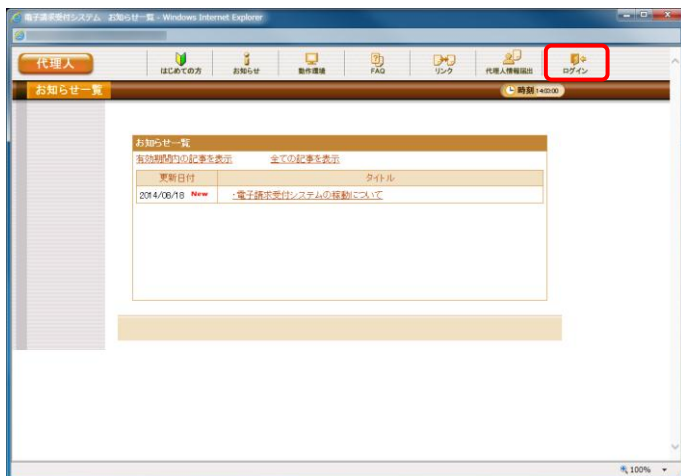 電子請求受付システム お知らせ一覧 - Windows Internet Explorer
代理人
はじめての方 お知らせ 動作環境 FAQ リンク 代理人情報届出 ログイン
お知らせ一覧
時刻 14:00:00
お知らせ一覧
有効期間内の記事を表示 全ての記事を表示
更新日付 タイトル
2014/08/18 New ・電子請求受付システムの稼動について
100%